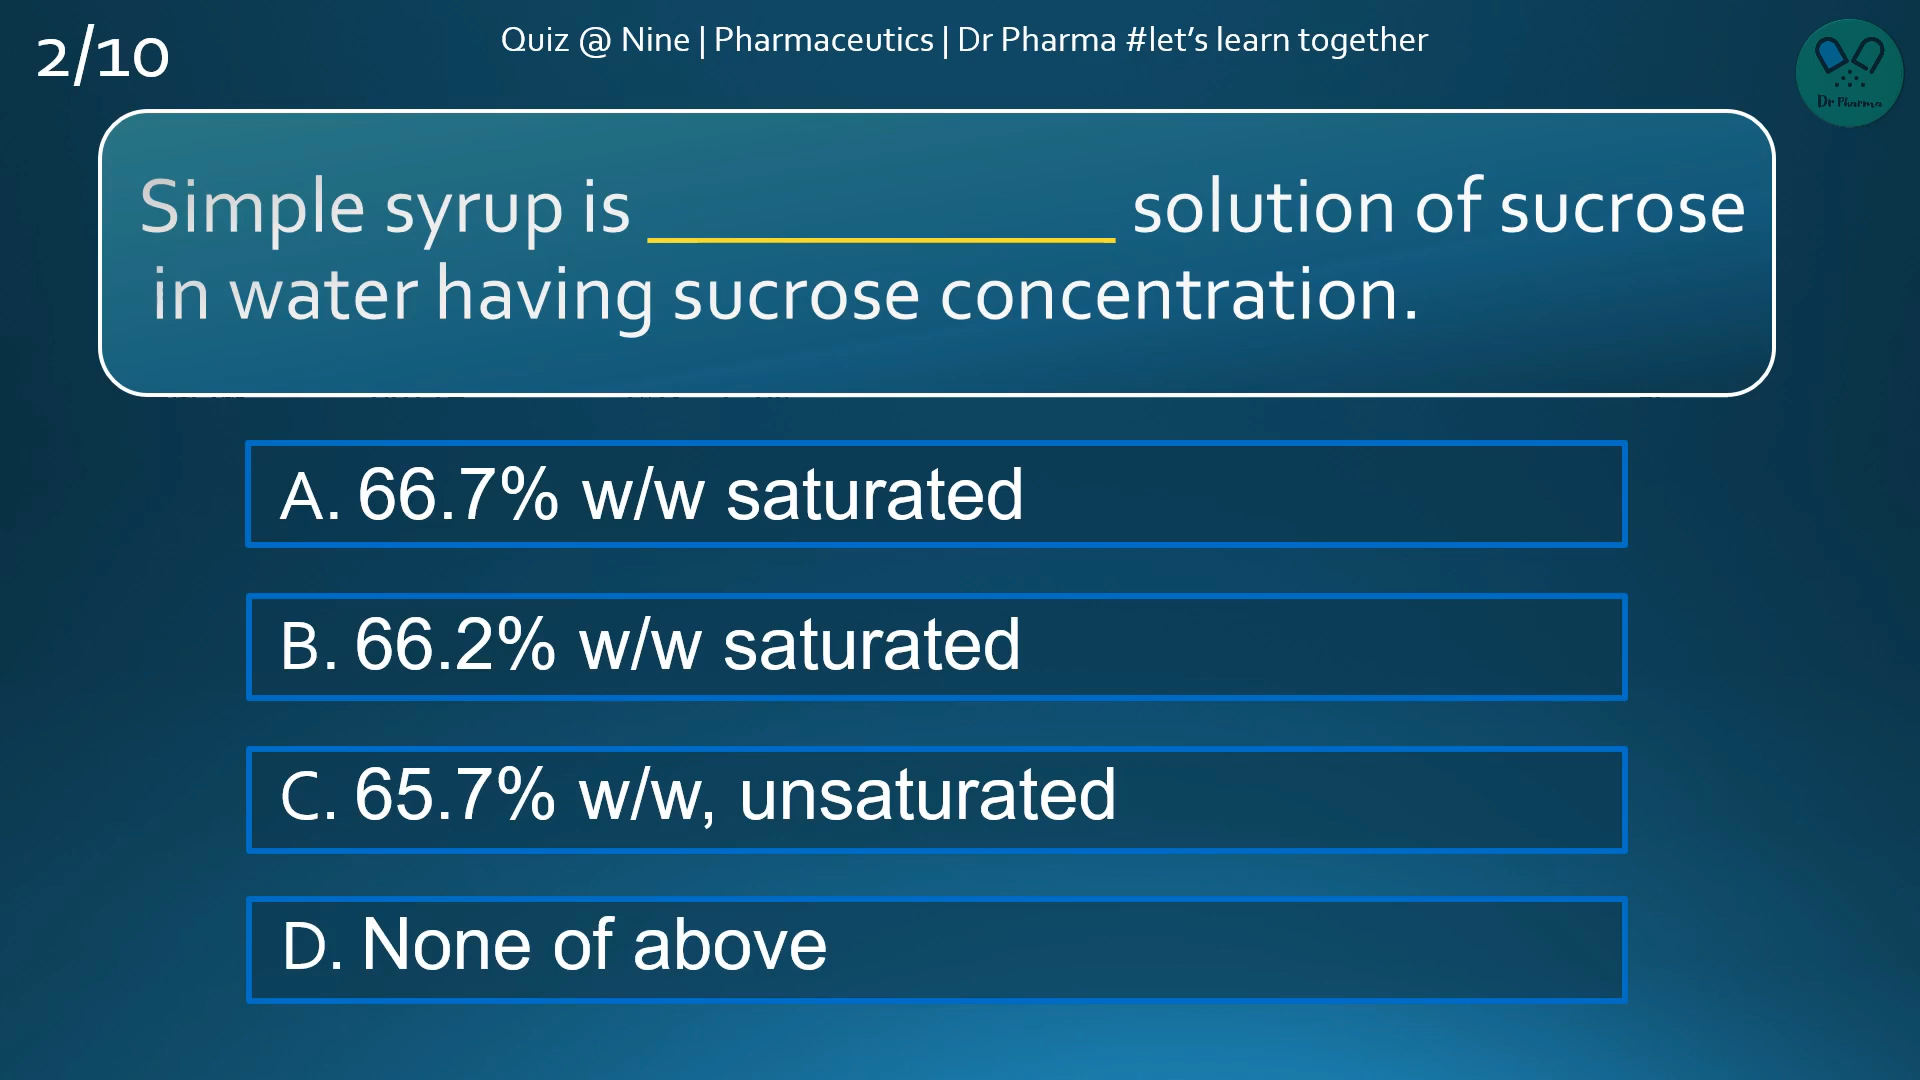 2/10
Quiz @ Nine | Pharmaceutics | Dr Pharma #let's learn together
Dr Pharma
Simple syrup is ______________ solution of sucrose
in water having sucrose concentration.
A. 66.7% w/w saturated
B. 66.2% w/w saturated
C. 65.7% w/w, unsaturated
D. None of above